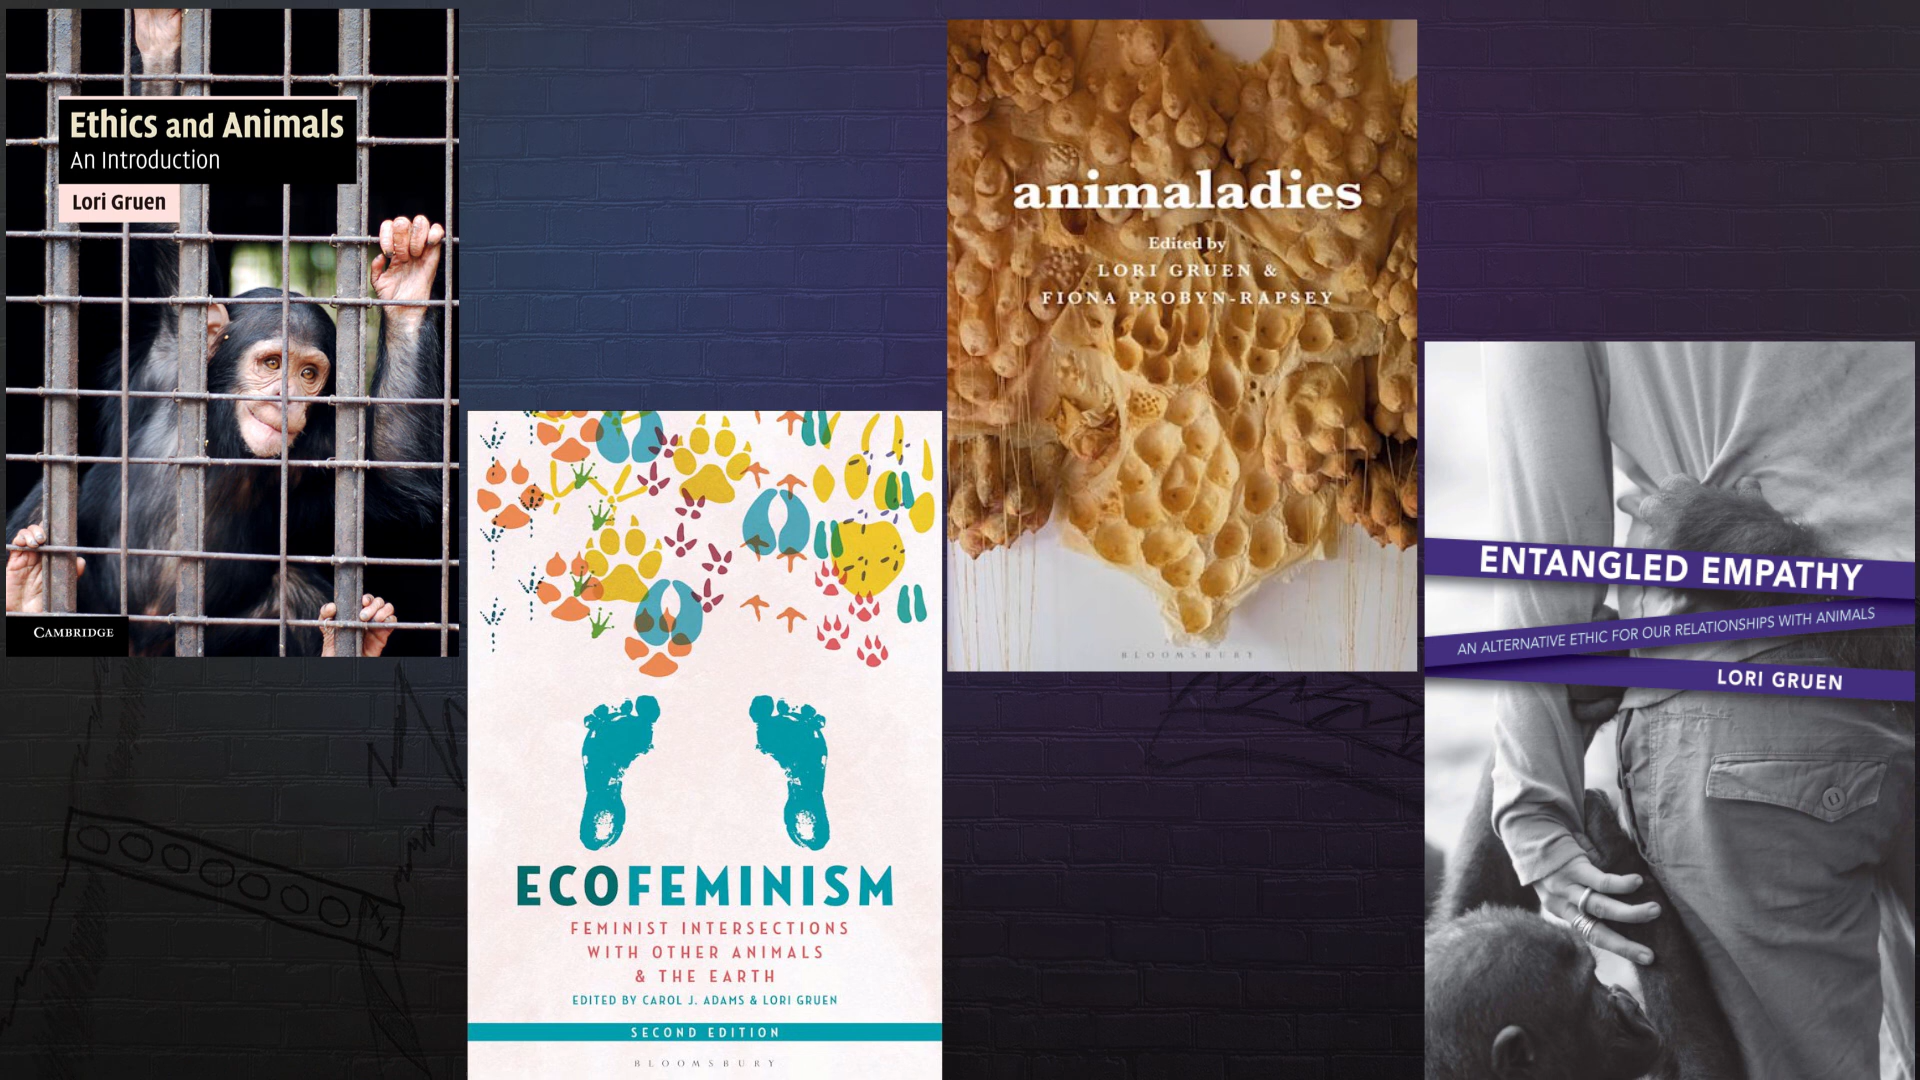 Ethics and Animals
An Introduction
Lori Gruen
CAMBRIDGE
ECOFEMINISM
FEMINIST INTERSECTIONS
WITH OTHER ANIMALS
& THE EARTH
EDITED BY CAROL J. ADAMS & LORI GRUEN
SECOND EDITION
BLOOMSBURY
animaladies
Edited by
LORI GRUEN &
FIONA PROBYN-RAPSEY
BLOOMSBURY
ENTANGLED EMPATHY
AN ALTERNATIVE ETHIC FOR OUR RELATIONSHIPS WITH ANIMALS
LORI GRUEN